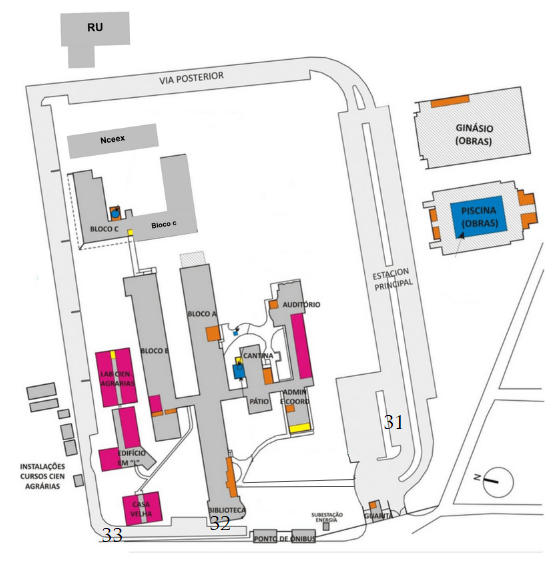 RU
VIA POSTERIOR
Nceex
GINÁSIO
(OBRAS)
PISCINA
(OBRAS)
BLOCO C
Bloco c
ESTACION
PRINCIPAL
BLOCO A
AUDITÓRIO
BLOCO B
CANTINA
LAB CIEN
AGRÁRIAS
PÁTIO
ADMIN
E COORD
31
EDIFÍCIO
EM "L"
INSTALAÇÕES
CURSOS CIEN
AGRÁRIAS
N
CASA
VELHA
BIBLIOTECA
32
SUBESTAÇÃO
ENERGIA
GUARITA
33
PONTO DE ÔNIBUS